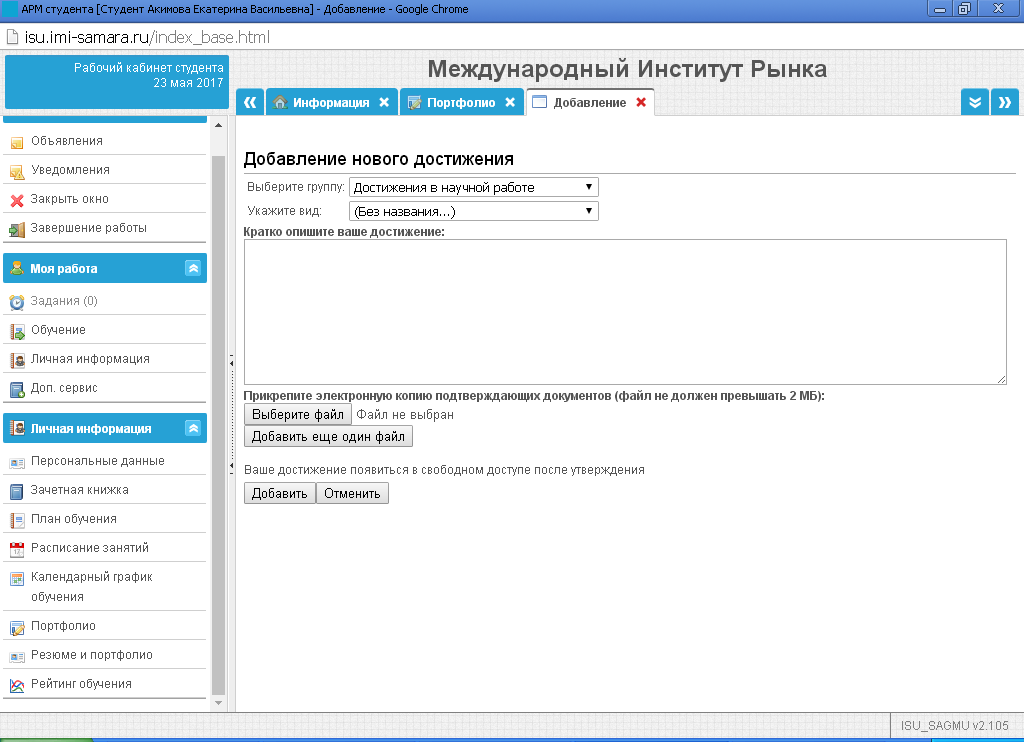 АРМ студента [Студент Акимова Екатерина Васильевна] - Добавление - Google Chrome
isu.imi-samara.ru/index_base.html
Рабочий кабинет студента
23 мая 2017
Международный Институт Рынка
Информация
Портфолио
Добавление
Объявления
Уведомления
Закрыть окно
Завершение работы
Моя работа
Задания (0)
Обучение
Личная информация
Доп. сервис
Личная информация
Персональные данные
Зачетная книжка
План обучения
Расписание занятий
Календарный график
обучения
Портфолио
Резюме и портфолио
Рейтинг обучения
Добавление нового достижения
Выберите группу: Достижения в научной работе
Укажите вид: (Без названия...)
Кратко опишите ваше достижение:
Прикрепите электронную копию подтверждающих документов (файл не должен превышать 2 МБ):
Выберите файл Файл не выбран
Добавить еще один файл
Ваше достижение появиться в свободном доступе после утверждения
Добавить Отменить
ISU_SAGMU v2.105